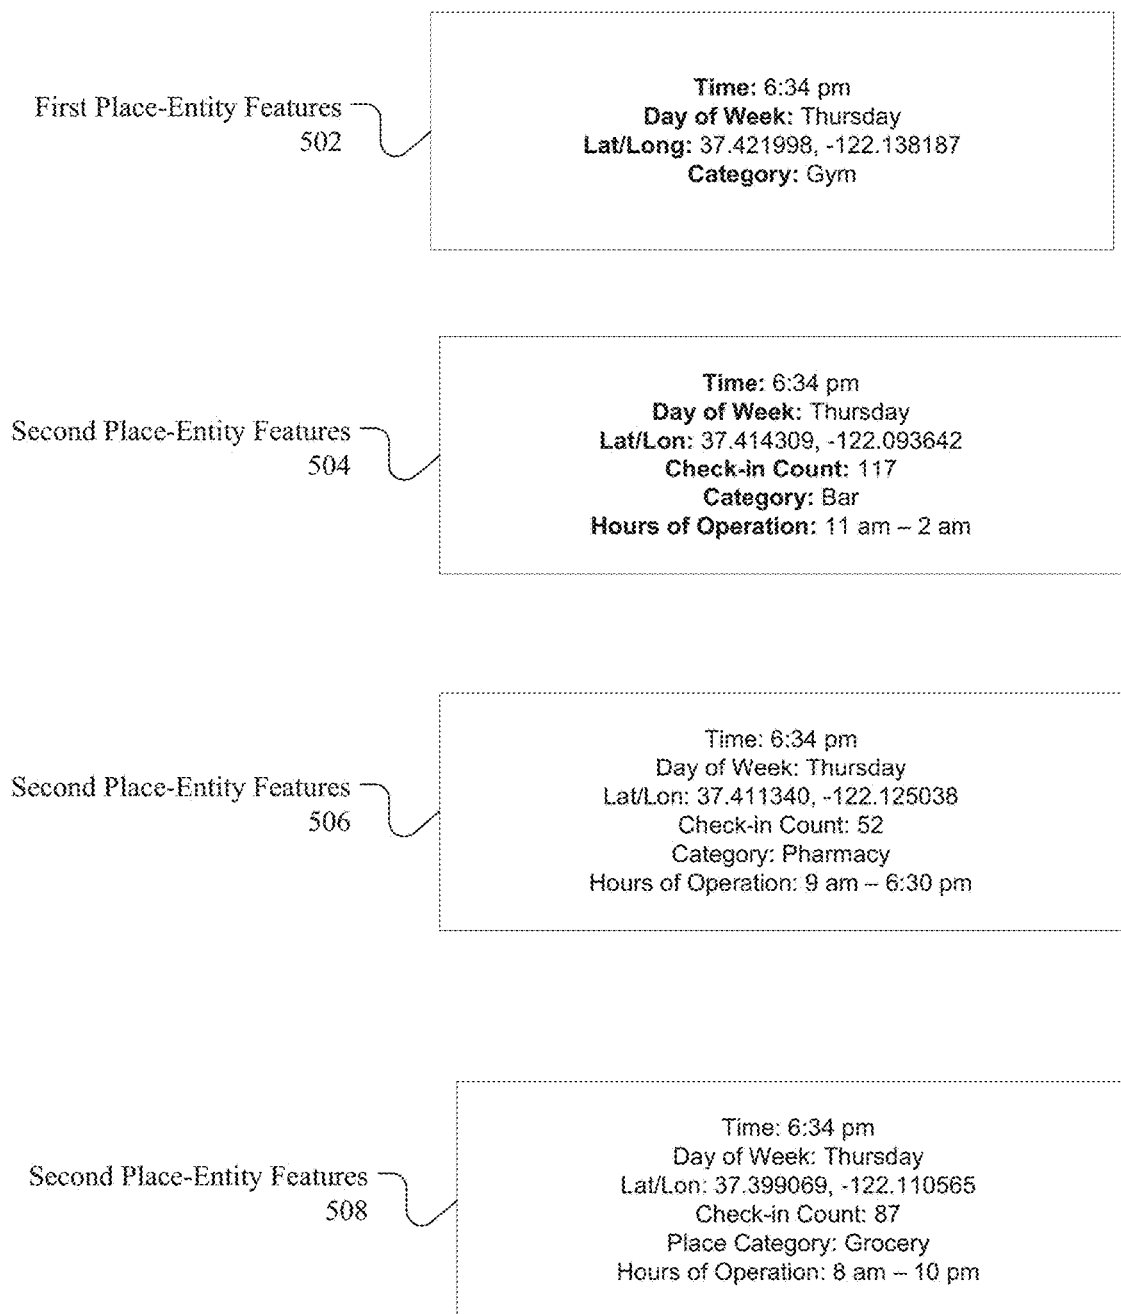 First Place-Entity Features
502
Time: 6:34 pm
Day of Week: Thursday
Lat/Long: 37.421998, -122.138187
Category: Gym
Second Place-Entity Features
504
Time: 6:34 pm
Day of Week: Thursday
Lat/Lon: 37.414309, -122.093642
Check-in Count: 117
Category: Bar
Hours of Operation: 11 am – 2 am
Second Place-Entity Features
506
Time: 6:34 pm
Day of Week: Thursday
Lat/Lon: 37.411340, -122.125038
Check-in Count: 52
Category: Pharmacy
Hours of Operation: 9 am – 6:30 pm
Second Place-Entity Features
508
Time: 6:34 pm
Day of Week: Thursday
Lat/Lon: 37.399069, -122.110565
Check-in Count: 87
Place Category: Grocery
Hours of Operation: 8 am – 10 pm